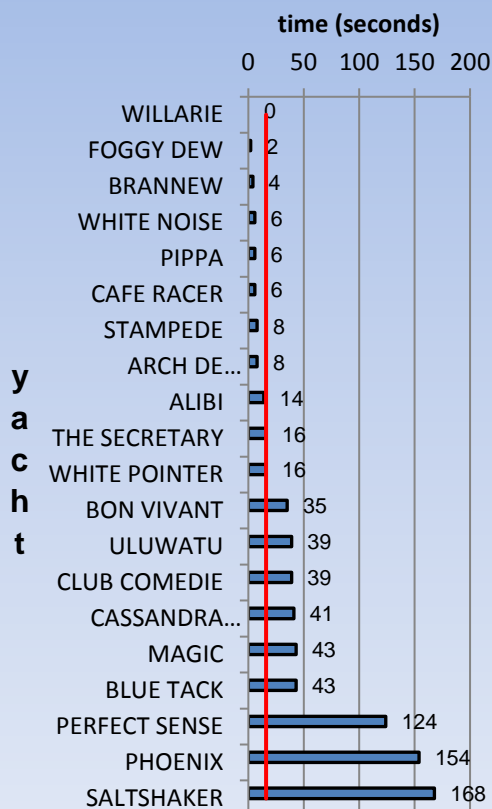 time (seconds)
0 50 100 150 200
WILLARIE 0
FOGGY DEW 2
BRANNEW 4
WHITE NOISE 6
PIPPA 6
CAFE RACER 6
STAMPEDE 8
ARCH DE... 8
ALIBI 14
THE SECRETARY 16
WHITE POINTER 16
BON VIVANT 35
ULUWATU 39
CLUB COMEDIE 39
CASSANDRA... 41
MAGIC 43
BLUE TACK 43
PERFECT SENSE 124
PHOENIX 154
SALTSHAKER 168
yacht